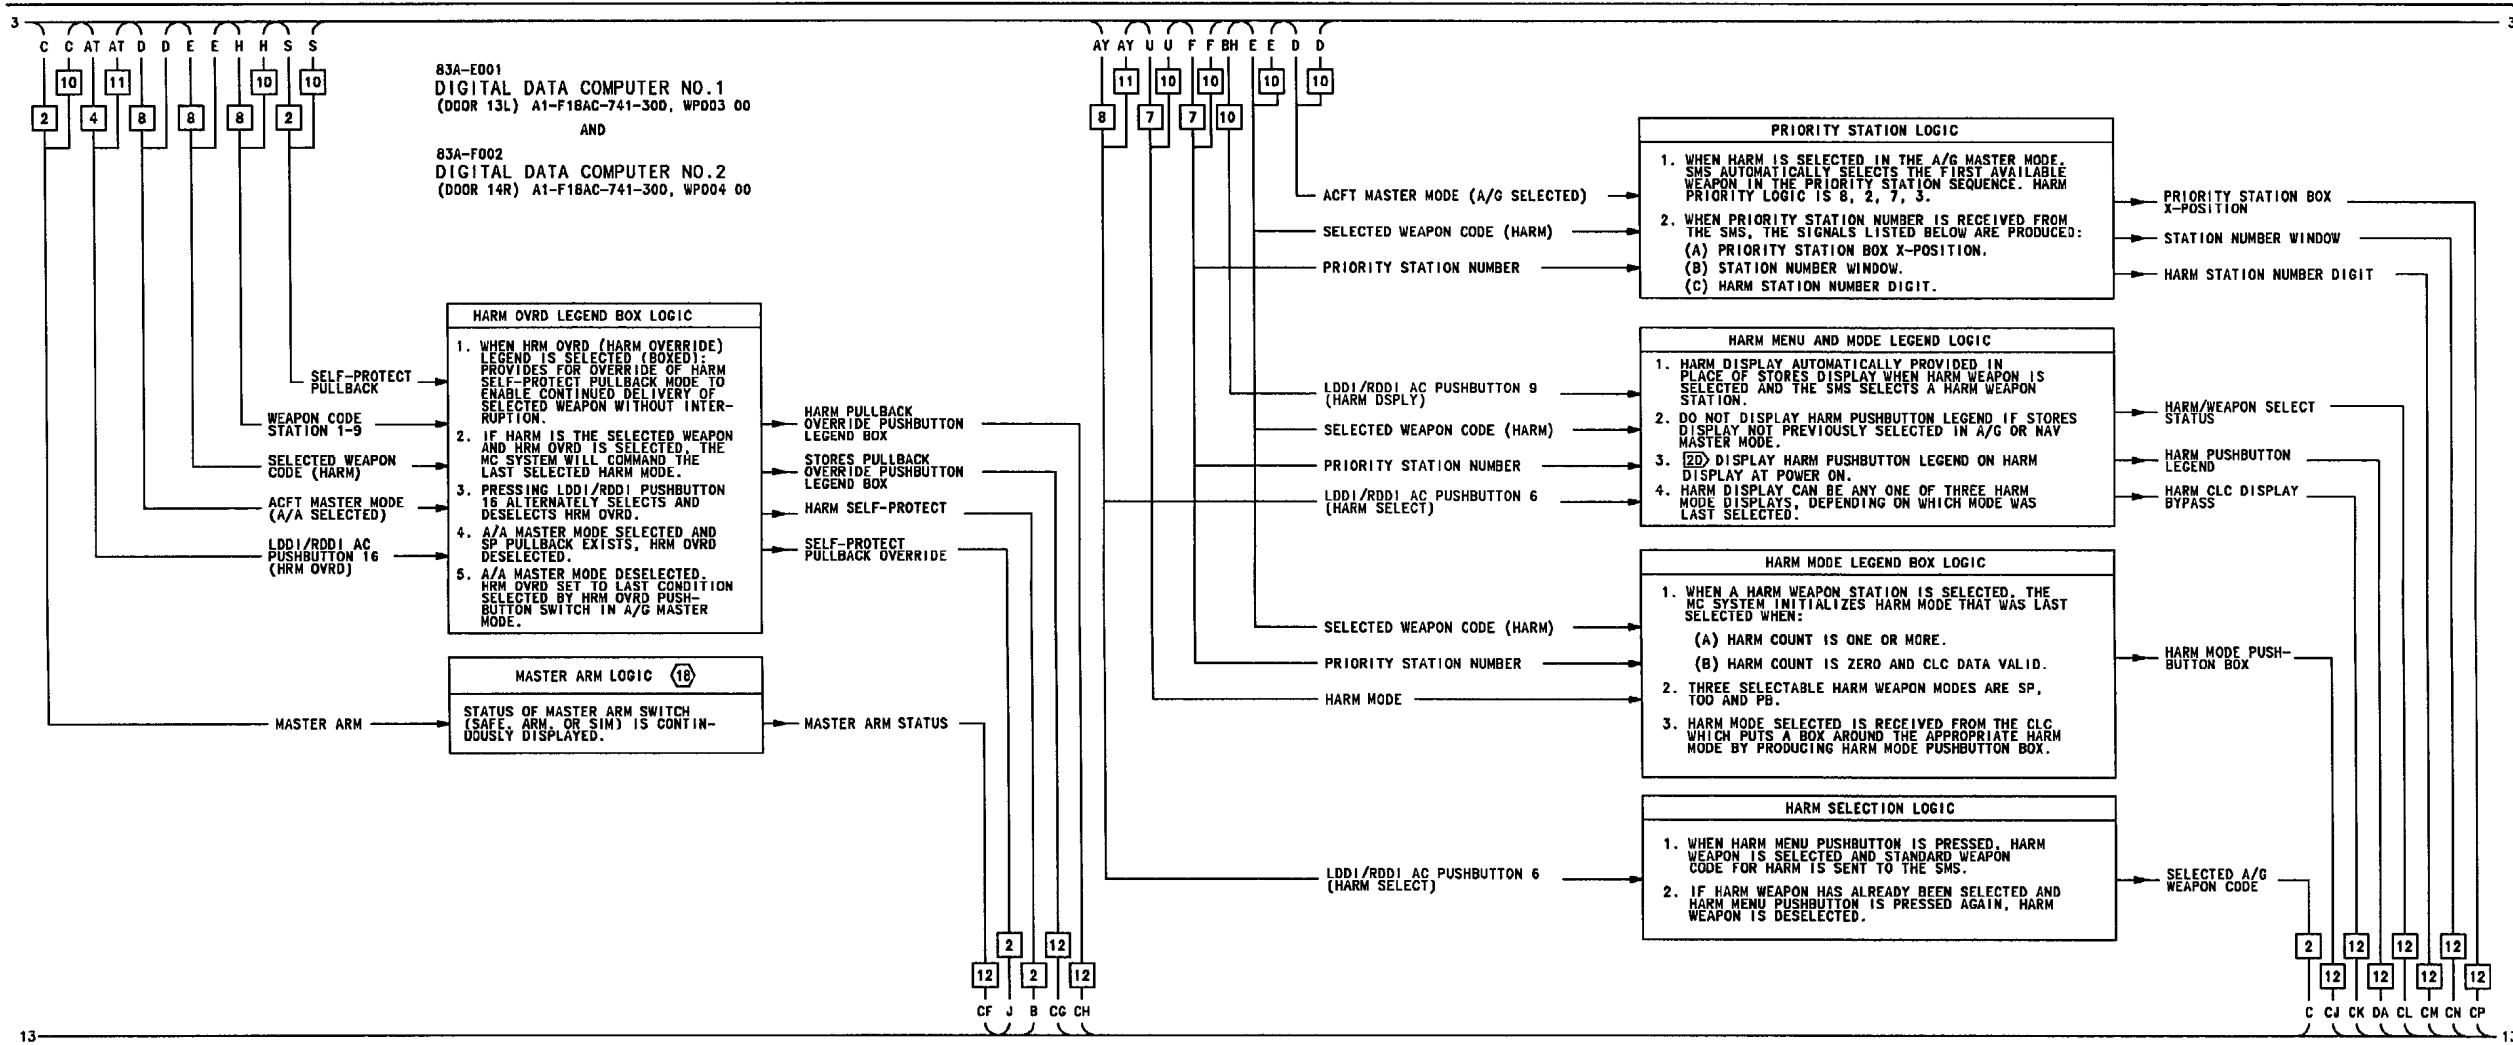 3 3
C C AT AT D D E E H H S S
10 11 10 10
2 4 8 8 8 2
83A-E001
DIGITAL DATA COMPUTER NO.1
(DOOR 13L) A1-F18AC-741-300, WP003 00
AND
83A-F002
DIGITAL DATA COMPUTER NO.2
(DOOR 14R) A1-F18AC-741-300, WP004 00
SELF-PROTECT
PULLBACK
WEAPON CODE
STATION 1-9
SELECTED WEAPON
CODE (HARM)
ACFT MASTER MODE
(A/A SELECTED)
LDDI/RDDI AC
PUSHBUTTON 16
(HRM OVRD)
HARM OVRD LEGEND BOX LOGIC
1. WHEN HRM OVRD (HARM OVERRIDE)
LEGEND IS SELECTED (BOXED):
PROVIDES FOR OVERRIDE OF HARM
SELF-PROTECT PULLBACK MODE TO
ENABLE CONTINUED DELIVERY OF
SELECTED WEAPON WITHOUT INTER-
RUPTION.
2. IF HARM IS THE SELECTED WEAPON
AND HRM OVRD IS SELECTED, THE
MC SYSTEM WILL COMMAND THE
LAST SELECTED HARM MODE.
3. PRESSING LDDI/RDDI PUSHBUTTON
16 ALTERNATELY SELECTS AND
DESELECTS HRM OVRD.
4. A/A MASTER MODE SELECTED AND
SP PULLBACK EXISTS, HRM OVRD
DESELECTED.
5. A/A MASTER MODE DESELECTED.
HRM OVRD SET TO LAST CONDITION
SELECTED BY HRM OVRD PUSH-
BUTTON SWITCH IN A/G MASTER
MODE.
HARM PULLBACK
OVERRIDE PUSHBUTTON
LEGEND BOX
STORES PULLBACK
OVERRIDE PUSHBUTTON
LEGEND BOX
HARM SELF-PROTECT
SELF-PROTECT
PULLBACK OVERRIDE
MASTER ARM
MASTER ARM LOGIC 18
STATUS OF MASTER ARM SWITCH
(SAFE, ARM, OR SIM) IS CONTIN-
UOUSLY DISPLAYED.
MASTER ARM STATUS
2 12
12 2 12
CF J B CG CH
AY AY U U F F BH E E D D
11 10 10 10 10
8 7 7 10
ACFT MASTER MODE (A/G SELECTED)
SELECTED WEAPON CODE (HARM)
PRIORITY STATION NUMBER
PRIORITY STATION LOGIC
1. WHEN HARM IS SELECTED IN THE A/G MASTER MODE.
SMS AUTOMATICALLY SELECTS THE FIRST AVAILABLE
WEAPON IN THE PRIORITY STATION SEQUENCE. HARM
PRIORITY LOGIC IS 8, 2, 7, 3.
2. WHEN PRIORITY STATION NUMBER IS RECEIVED FROM
THE SMS, THE SIGNALS LISTED BELOW ARE PRODUCED:
(A) PRIORITY STATION BOX X-POSITION.
(B) STATION NUMBER WINDOW.
(C) HARM STATION NUMBER DIGIT.
PRIORITY STATION BOX
X-POSITION
STATION NUMBER WINDOW
HARM STATION NUMBER DIGIT
LDDI/RDDI AC PUSHBUTTON 9
(HARM DSPLY)
SELECTED WEAPON CODE (HARM)
PRIORITY STATION NUMBER
LDDI/RDDI AC PUSHBUTTON 6
(HARM SELECT)
HARM MENU AND MODE LEGEND LOGIC
1. HARM DISPLAY AUTOMATICALLY PROVIDED IN
PLACE OF STORES DISPLAY WHEN HARM WEAPON IS
SELECTED AND THE SMS SELECTS A HARM WEAPON
STATION.
2. DO NOT DISPLAY HARM PUSHBUTTON LEGEND IF STORES
DISPLAY NOT PREVIOUSLY SELECTED IN A/G OR NAV
MASTER MODE.
3. 20 DISPLAY HARM PUSHBUTTON LEGEND ON HARM
DISPLAY AT POWER ON.
4. HARM DISPLAY CAN BE ANY ONE OF THREE HARM
MODE DISPLAYS, DEPENDING ON WHICH MODE WAS
LAST SELECTED.
HARM/WEAPON SELECT
STATUS
HARM PUSHBUTTON
LEGEND
HARM CLC DISPLAY
BYPASS
SELECTED WEAPON CODE (HARM)
PRIORITY STATION NUMBER
HARM MODE
HARM MODE LEGEND BOX LOGIC
1. WHEN A HARM WEAPON STATION IS SELECTED, THE
MC SYSTEM INITIALIZES HARM MODE THAT WAS LAST
SELECTED WHEN:
(A) HARM COUNT IS ONE OR MORE.
(B) HARM COUNT IS ZERO AND CLC DATA VALID.
2. THREE SELECTABLE HARM WEAPON MODES ARE SP,
TOO AND PB.
3. HARM MODE SELECTED IS RECEIVED FROM THE CLC
WHICH PUTS A BOX AROUND THE APPROPRIATE HARM
MODE BY PRODUCING HARM MODE PUSHBUTTON BOX.
HARM MODE PUSH-
BUTTON BOX
LDDI/RDDI AC PUSHBUTTON 6
(HARM SELECT)
HARM SELECTION LOGIC
1. WHEN HARM MENU PUSHBUTTON IS PRESSED, HARM
WEAPON IS SELECTED AND STANDARD WEAPON
CODE FOR HARM IS SENT TO THE SMS.
2. IF HARM WEAPON HAS ALREADY BEEN SELECTED AND
HARM MENU PUSHBUTTON IS PRESSED AGAIN, HARM
WEAPON IS DESELECTED.
SELECTED A/G
WEAPON CODE
2 12 12 12
12 12 12 12
C CJ CK DA CL CM CN CP
13 13